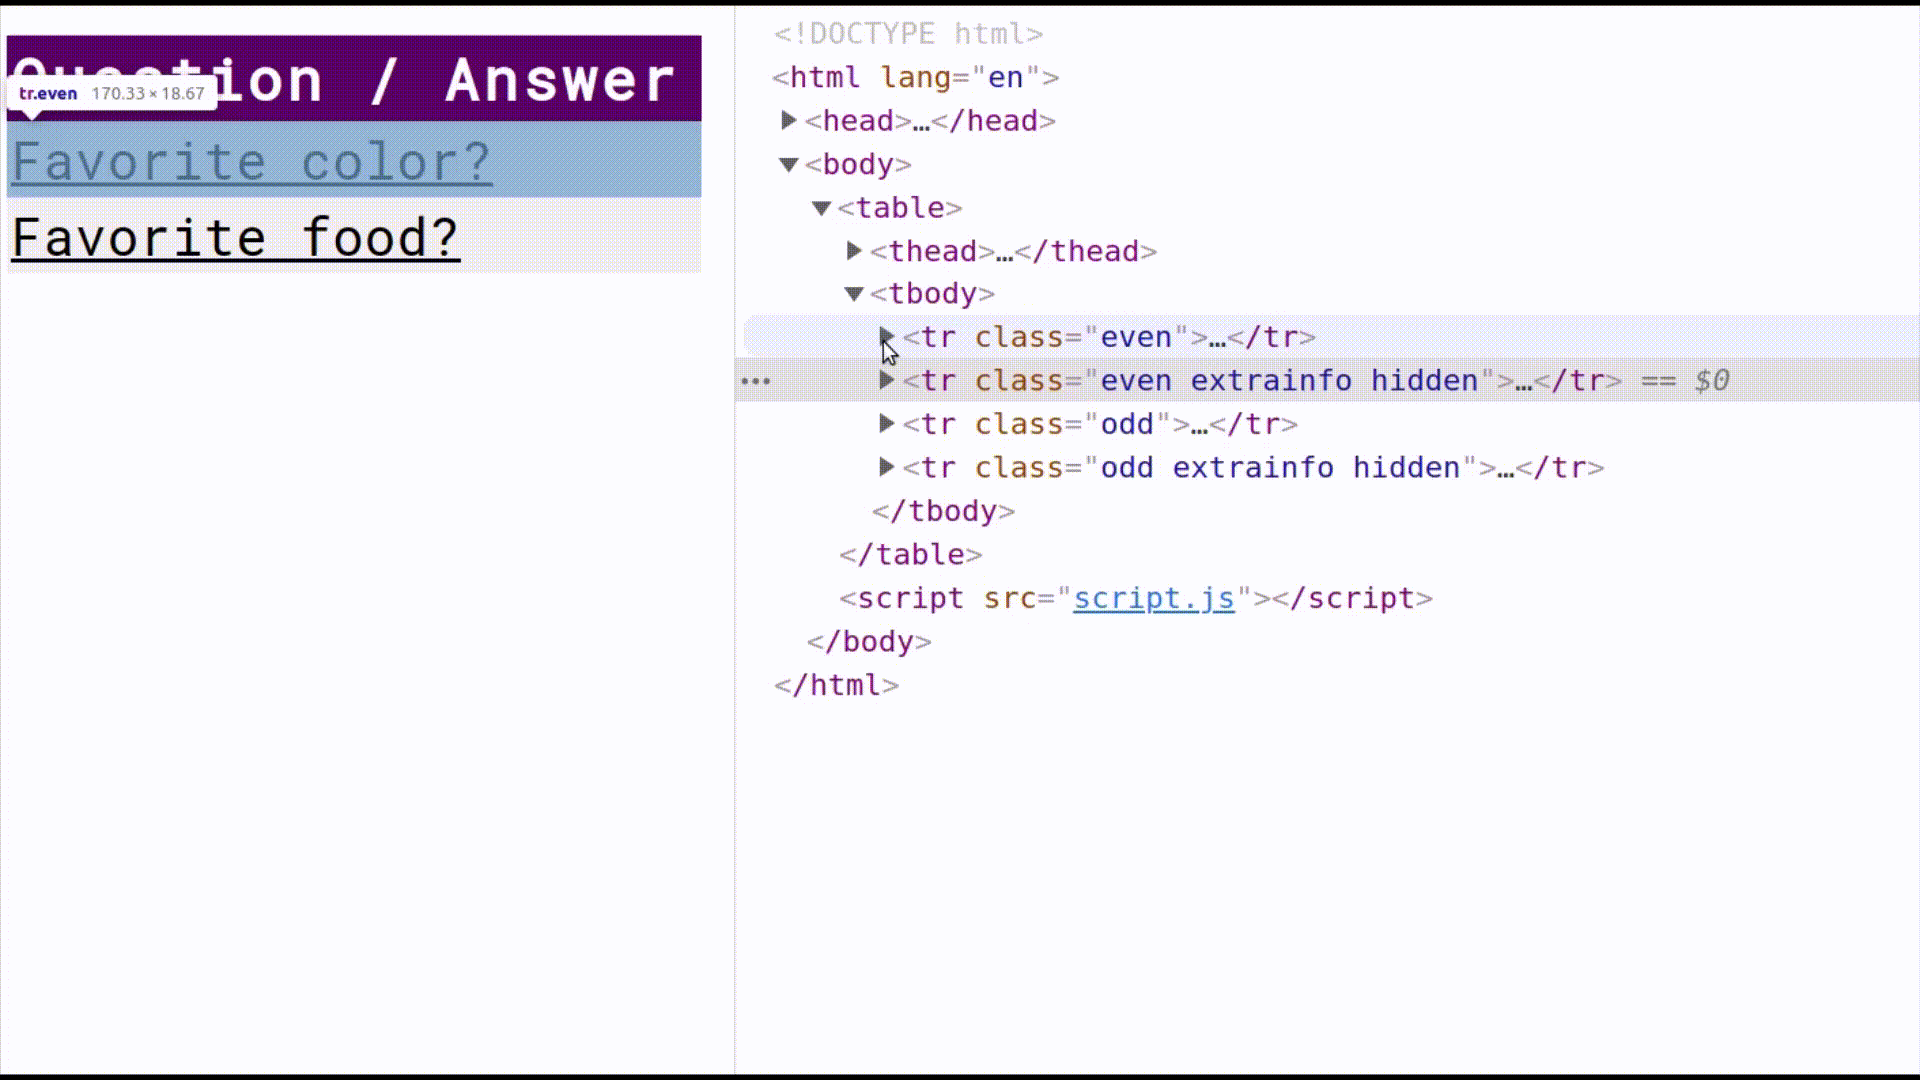 Question / Answer
tr.even 170.33 × 18.67
Favorite color?
Favorite food?
<!DOCTYPE html>
<html lang="en">
<head>…</head>
<body>
<table>
<thead>…</thead>
<tbody>
<tr class="even">…</tr>
<tr class="even extrainfo hidden">…</tr> == $0
<tr class="odd">…</tr>
<tr class="odd extrainfo hidden">…</tr>
</tbody>
</table>
<script src="script.js"></script>
</body>
</html>